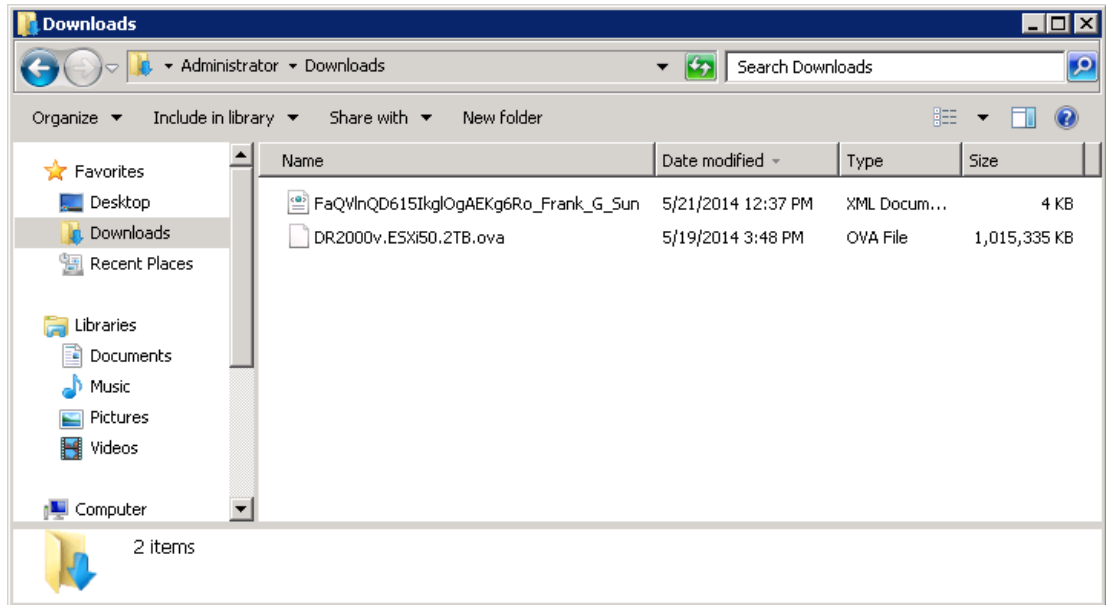 Downloads
Administrator Downloads
Search Downloads
Organize Include in library Share with New folder
Favorites
Desktop
Downloads
Recent Places
Libraries
Documents
Music
Pictures
Videos
Computer
Name Date modified Type Size
FaQVlnQD615IkglOgAEKg6Ro_Frank_G_Sun 5/21/2014 12:37 PM XML Docum... 4 KB
DR2000v.ESXi50.2TB.ova 5/19/2014 3:48 PM OVA File 1,015,335 KB
2 items